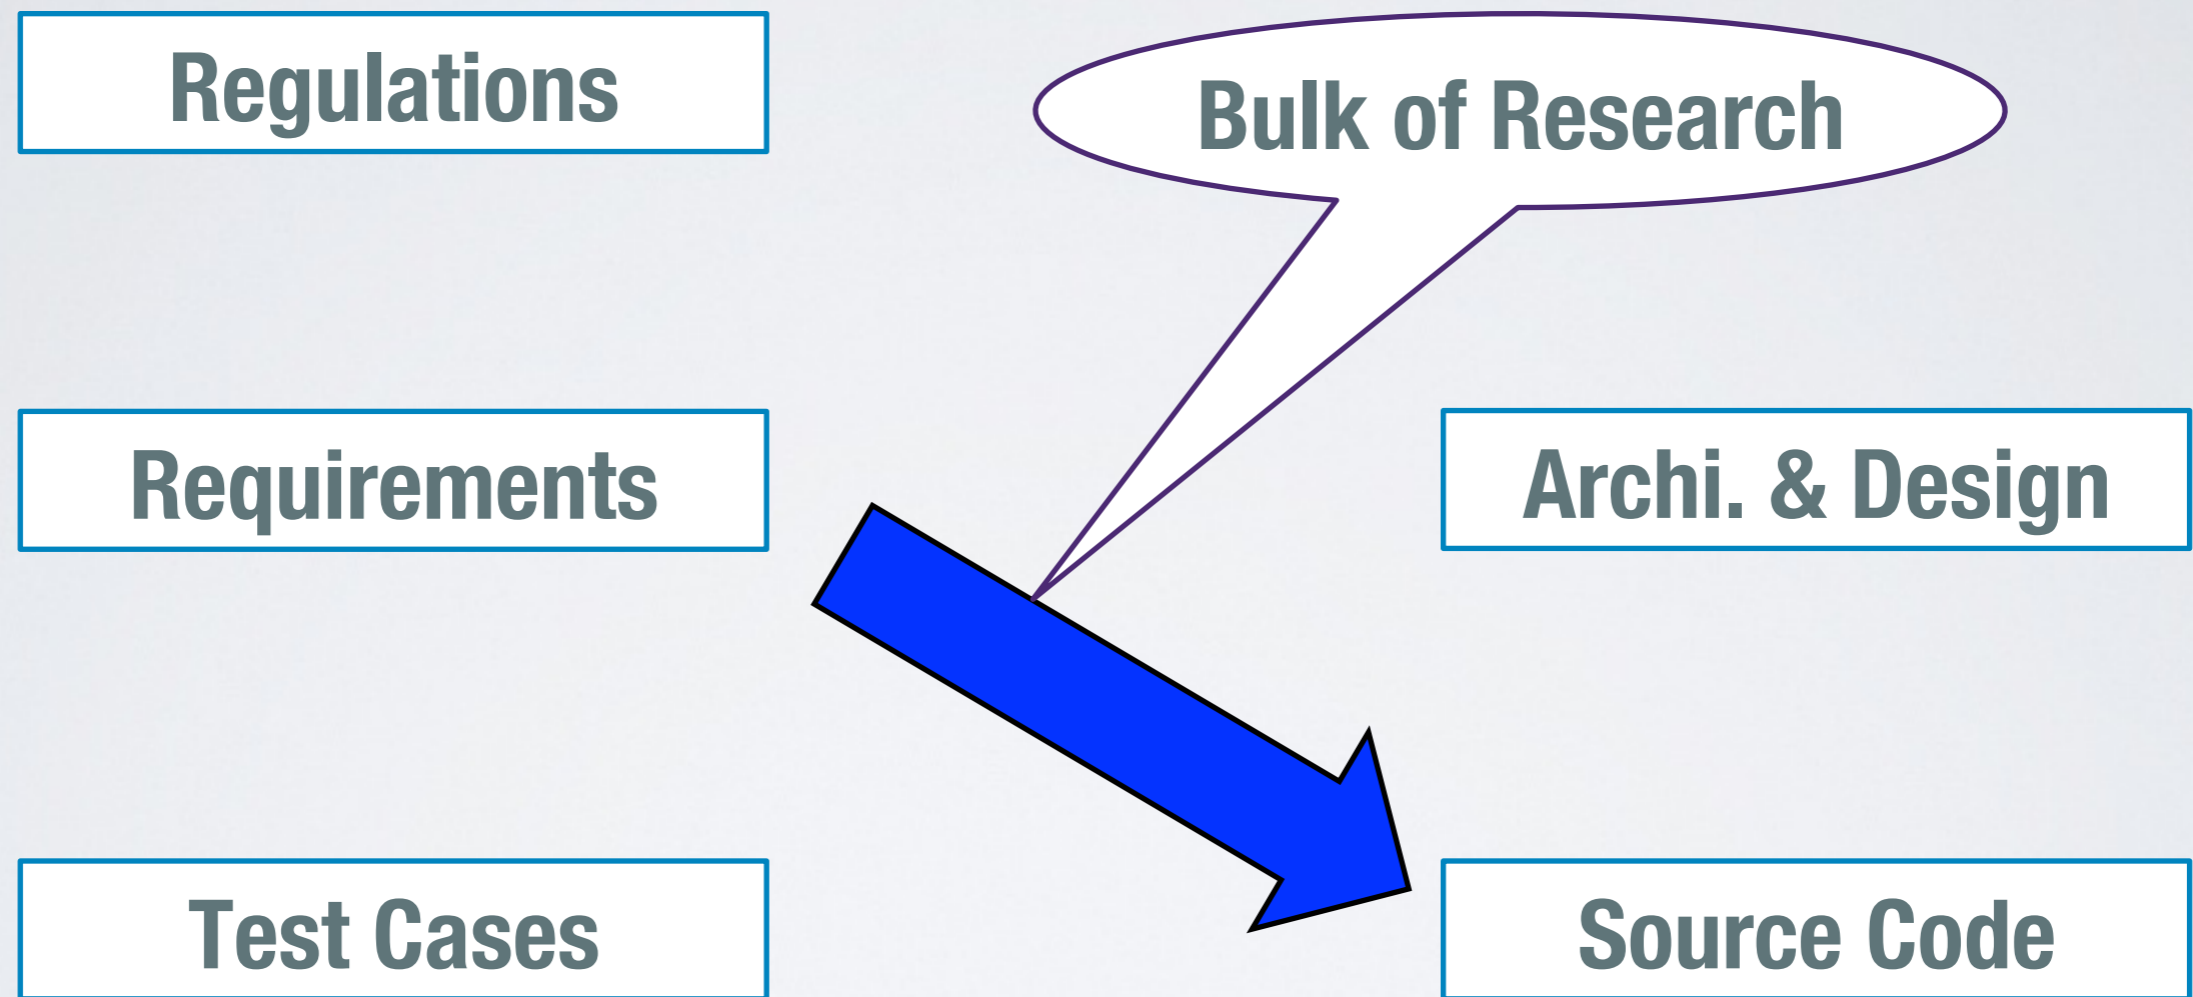 Regulations
Bulk of Research
Requirements
Archi. & Design
Test Cases
Source Code